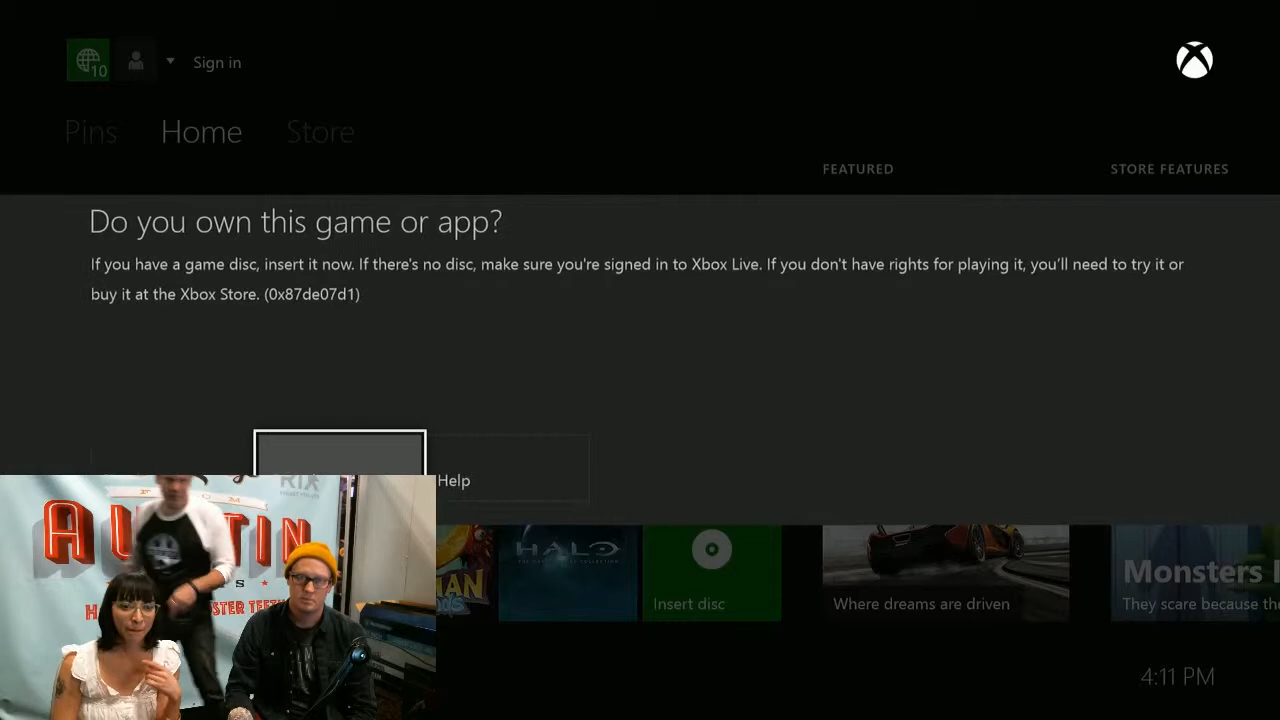 10
Sign in
Pins Home Store
FEATURED
STORE FEATURES
Do you own this game or app?
If you have a game disc, insert it now. If there's no disc, make sure you're signed in to Xbox Live. If you don't have rights for playing it, you'll need to try it or
buy it at the Xbox Store. (0x87de07d1)
Help
RTX
HALO
Insert disc
Where dreams are driven
Monsters
They scare because
4:11 PM